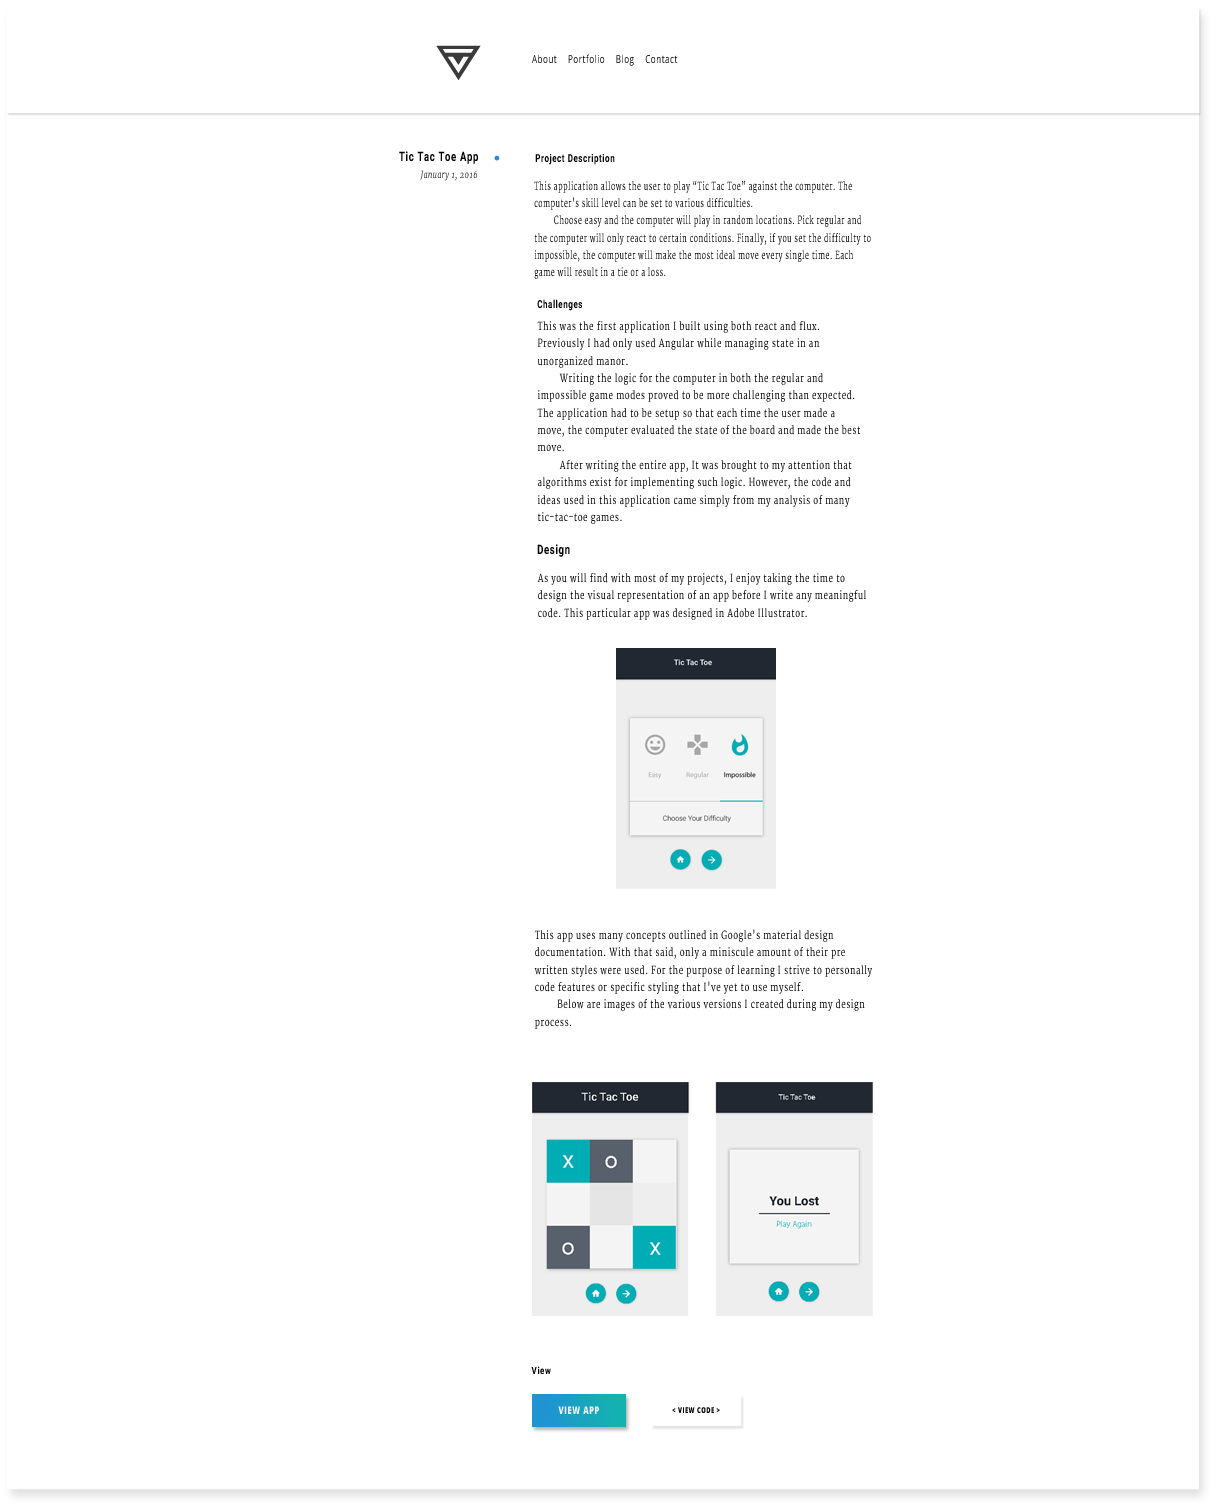 About Portfolio Blog Contact
Tic Tac Toe App
January 1, 2016
Project Description
This application allows the user to play “Tic Tac Toe” against the computer. The
computer's skill level can be set to various difficulties.
Choose easy and the computer will play in random locations. Pick regular and
the computer will only react to certain conditions. Finally, if you set the difficulty to
impossible, the computer will make the most ideal move every single time. Each
game will result in a tie or a loss.
Challenges
This was the first application I built using both react and flux.
Previously I had only used Angular while managing state in an
unorganized manor.
Writing the logic for the computer in both the regular and
impossible game modes proved to be more challenging than expected.
The application had to be setup so that each time the user made a
move, the computer evaluated the state of the board and made the best
move.
After writing the entire app, It was brought to my attention that
algorithms exist for implementing such logic. However, the code and
ideas used in this application came simply from my analysis of many
tic-tac-toe games.
Design
As you will find with most of my projects, I enjoy taking the time to
design the visual representation of an app before I write any meaningful
code. This particular app was designed in Adobe Illustrator.
Tic Tac Toe
Easy Regular Impossible
Choose Your Difficulty
This app uses many concepts outlined in Google's material design
documentation. With that said, only a miniscule amount of their pre
written styles were used. For the purpose of learning I strive to personally
code features or specific styling that I've yet to use myself.
Below are images of the various versions I created during my design
process.
Tic Tac Toe
X O
O X
Tic Tac Toe
You Lost
Play Again
View
VIEW APP
< VIEW CODE >